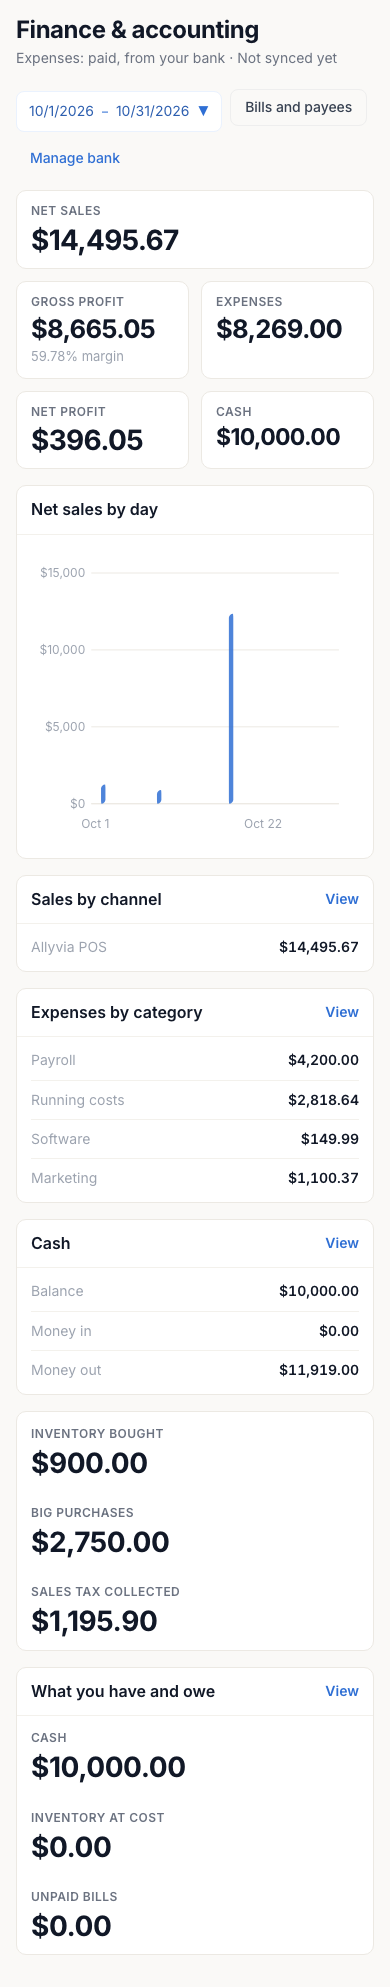 Finance & accounting
Expenses: paid, from your bank · Not synced yet
10/1/2026 – 10/31/2026 ▼
Bills and payees
Manage bank
NET SALES
$14,495.67
GROSS PROFIT
$8,665.05
59.78% margin
EXPENSES
$8,269.00
NET PROFIT
$396.05
CASH
$10,000.00
Net sales by day
$15,000
$10,000
$5,000
$0
Oct 1
Oct 22
Sales by channel View
Allyvia POS $14,495.67
Expenses by category View
Payroll $4,200.00
Running costs $2,818.64
Software $149.99
Marketing $1,100.37
Cash View
Balance $10,000.00
Money in $0.00
Money out $11,919.00
INVENTORY BOUGHT
$900.00
BIG PURCHASES
$2,750.00
SALES TAX COLLECTED
$1,195.90
What you have and owe View
CASH
$10,000.00
INVENTORY AT COST
$0.00
UNPAID BILLS
$0.00